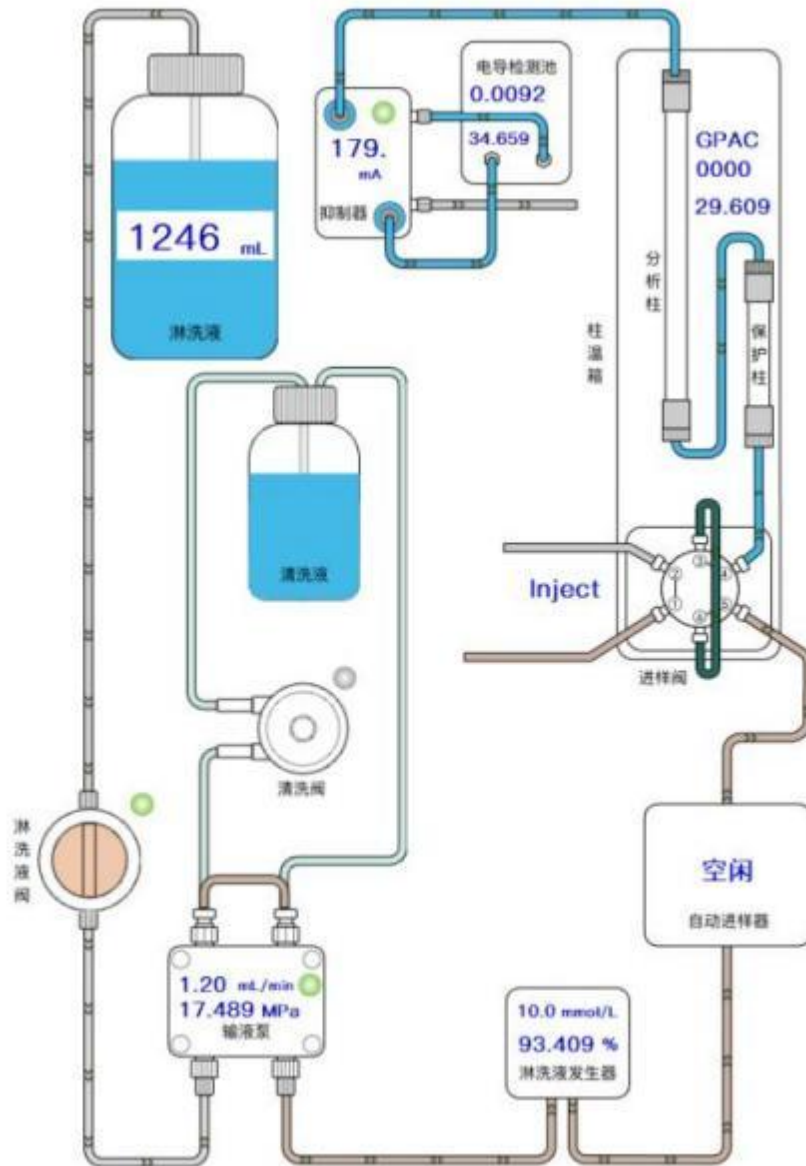 电导检测池
0.0092
34.659
179.
mA
抑制器
GPAC
0000
29.609
分析柱
保护柱
柱温箱
1246 mL
淋洗液
清洗液
Inject
③
②
④
①
⑤
⑥
进样阀
清洗阀
淋洗液阀
空闲
自动进样器
1.20 mL/min
17.489 MPa
输液泵
10.0 mmol/L
93.409 %
淋洗液发生器